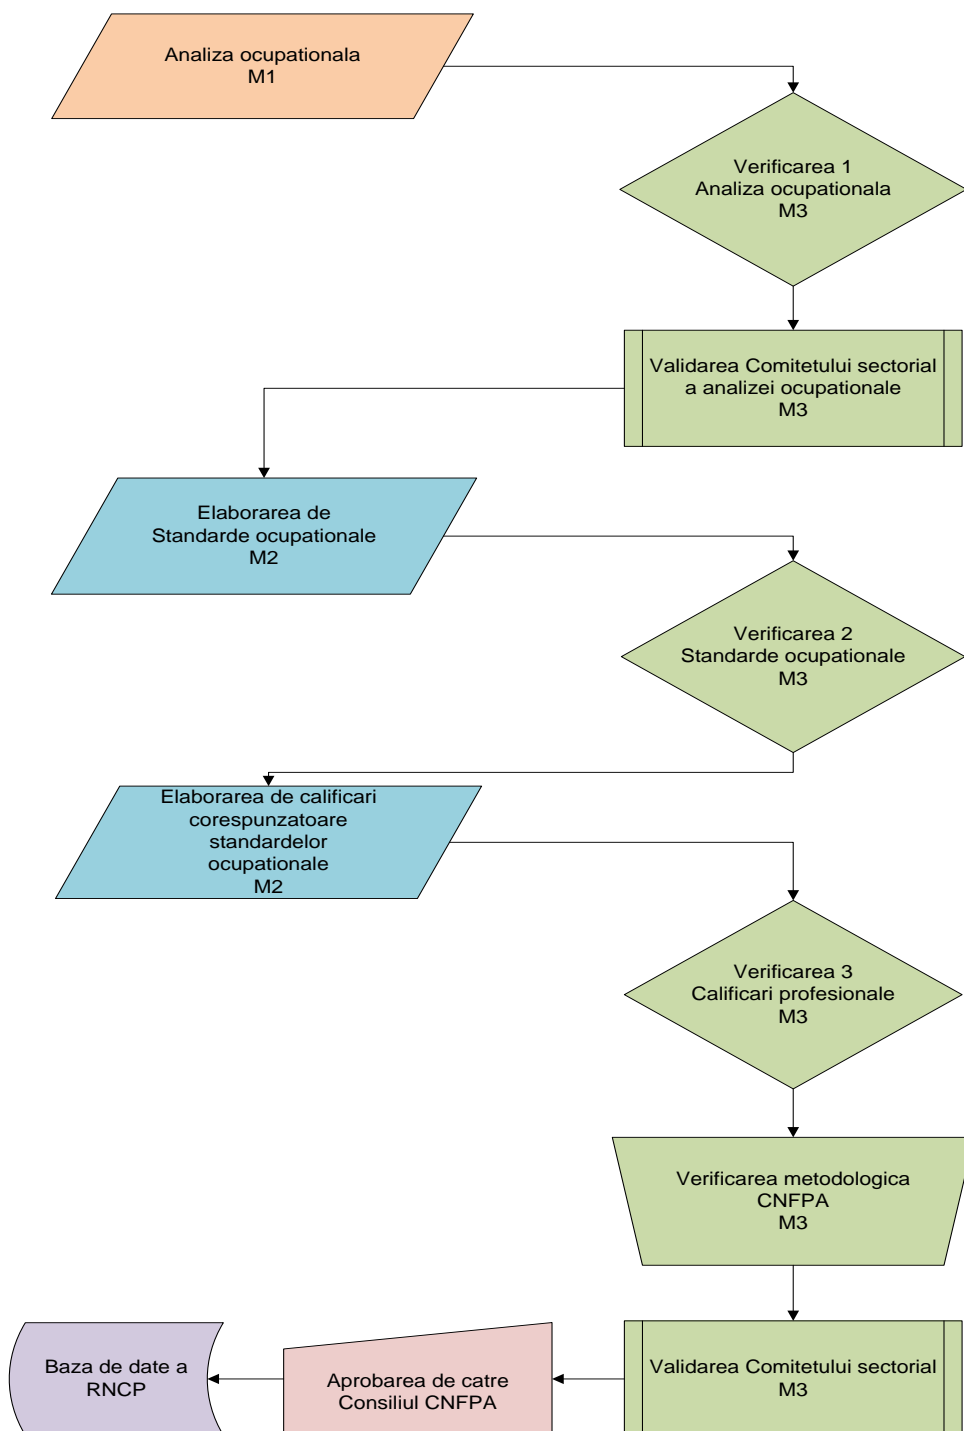 Analiza ocupationala
M1
Verificarea 1
Analiza ocupationala
M3
Validarea Comitetului sectorial
a analizei ocupationale
M3
Elaborarea de
Standarde ocupationale
M2
Verificarea 2
Standarde ocupationale
M3
Elaborarea de calificari
corespunzatoare
standardelor
ocupationale
M2
Verificarea 3
Calificari profesionale
M3
Verificarea metodologica
CNFPA
M3
Validarea Comitetului sectorial
M3
Aprobarea de catre
Consiliul CNFPA
Baza de date a
RNCP